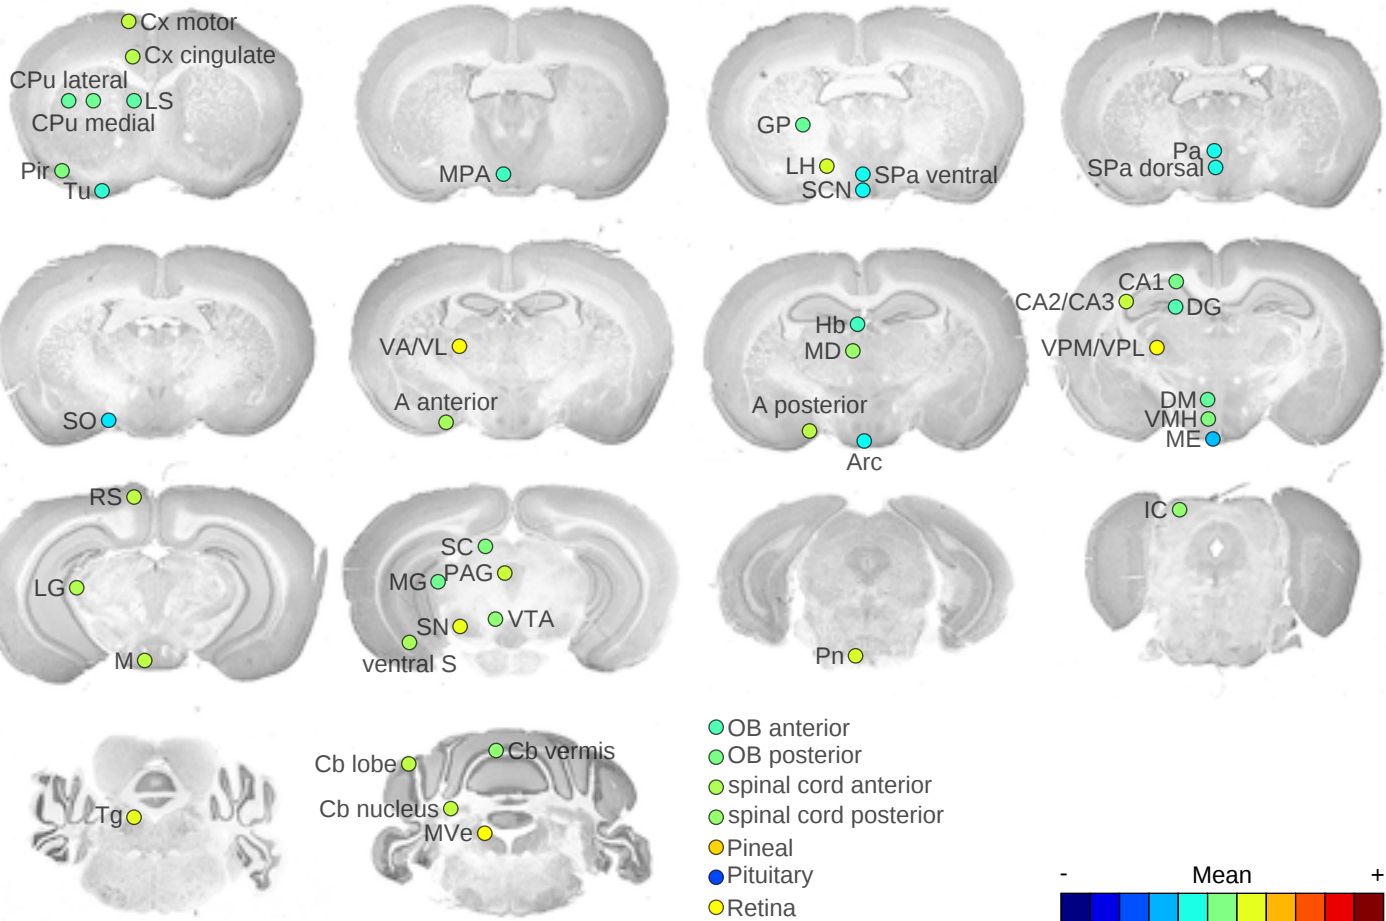 Cx motor
Cx cingulate
CPu lateral
LS
CPu medial
Pir
Tu
MPA
GP
LH
SPa ventral
SCN
Pa
SPa dorsal
SO
VA/VL
A anterior
Hb
MD
A posterior
Arc
CA1
CA2/CA3
DG
VPM/VPL
DM
VMH
ME
RS
LG
M
SC
MG
PAG
SN
VTA
ventral S
Pn
IC
Tg
Cb lobe
Cb vermis
Cb nucleus
MVe
OB anterior
OB posterior
spinal cord anterior
spinal cord posterior
Pineal
Pituitary
Retina
- Mean +